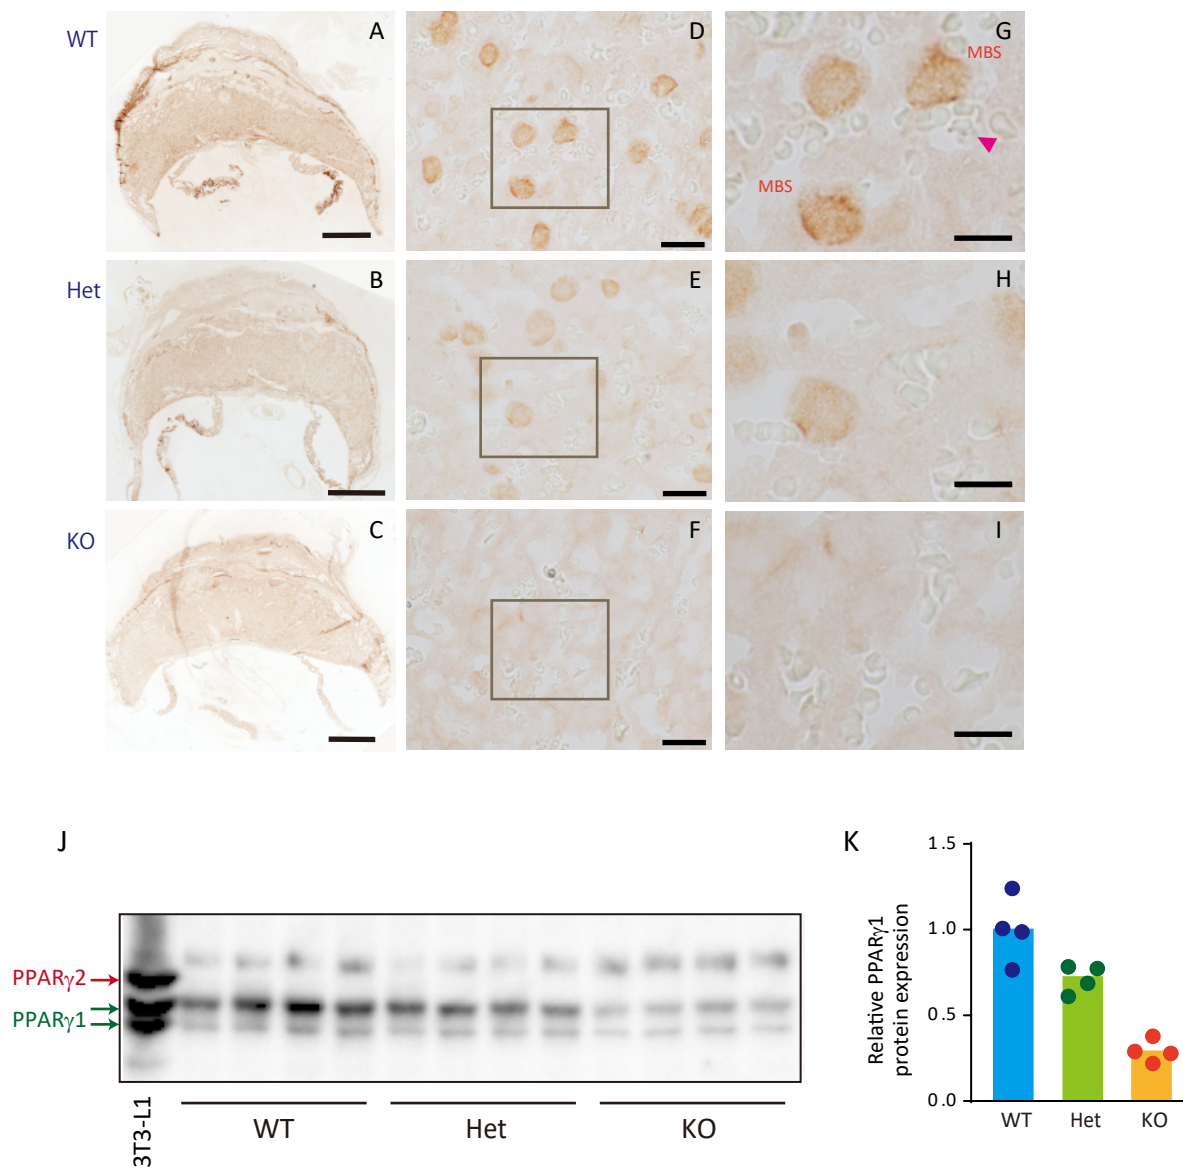 WT
A
D
G
MBS
MBS
Het
B
E
H
KO
C
F
I
J
K
PPARγ2
PPARγ1
3T3-L1
WT
Het
KO
Relative PPARγ1
protein expression
1.5
1.0
0.5
0.0
WT
Het
KO